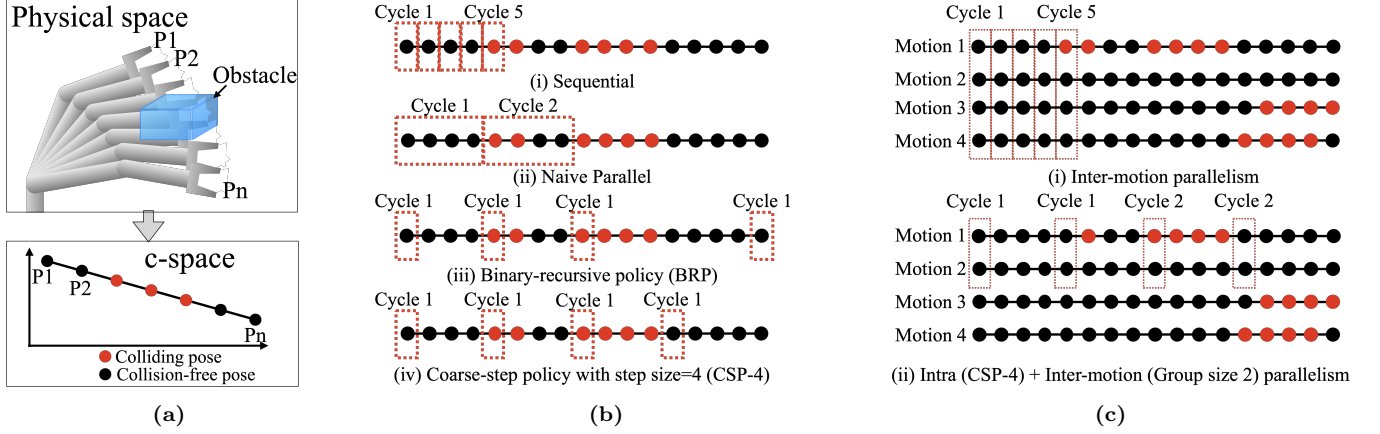 Physical space
P1
P2
Obstacle
Pn
c-space
P1
P2
Pn
Colliding pose
Collision-free pose
(a)
Cycle 1 Cycle 5
(i) Sequential
Cycle 1 Cycle 2
(ii) Naive Parallel
Cycle 1 Cycle 1 Cycle 1 Cycle 1
(iii) Binary-recursive policy (BRP)
Cycle 1 Cycle 1 Cycle 1 Cycle 1
(iv) Coarse-step policy with step size=4 (CSP-4)
(b)
Cycle 1 Cycle 5
Motion 1
Motion 2
Motion 3
Motion 4
(i) Inter-motion parallelism
Cycle 1 Cycle 1 Cycle 2 Cycle 2
Motion 1
Motion 2
Motion 3
Motion 4
(ii) Intra (CSP-4) + Inter-motion (Group size 2) parallelism
(c)